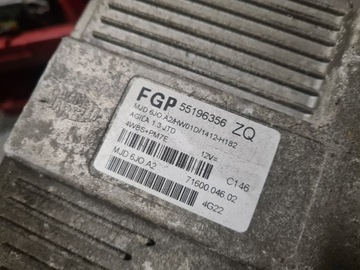 FGP 55196356 ZQ
MJD 6JO.A2/HW01D/1412-H182
AGILA 1.3 JTD
4W8S+PM7E
12V=
C146
MJD 6JO.A2
71600.046.02
4G22